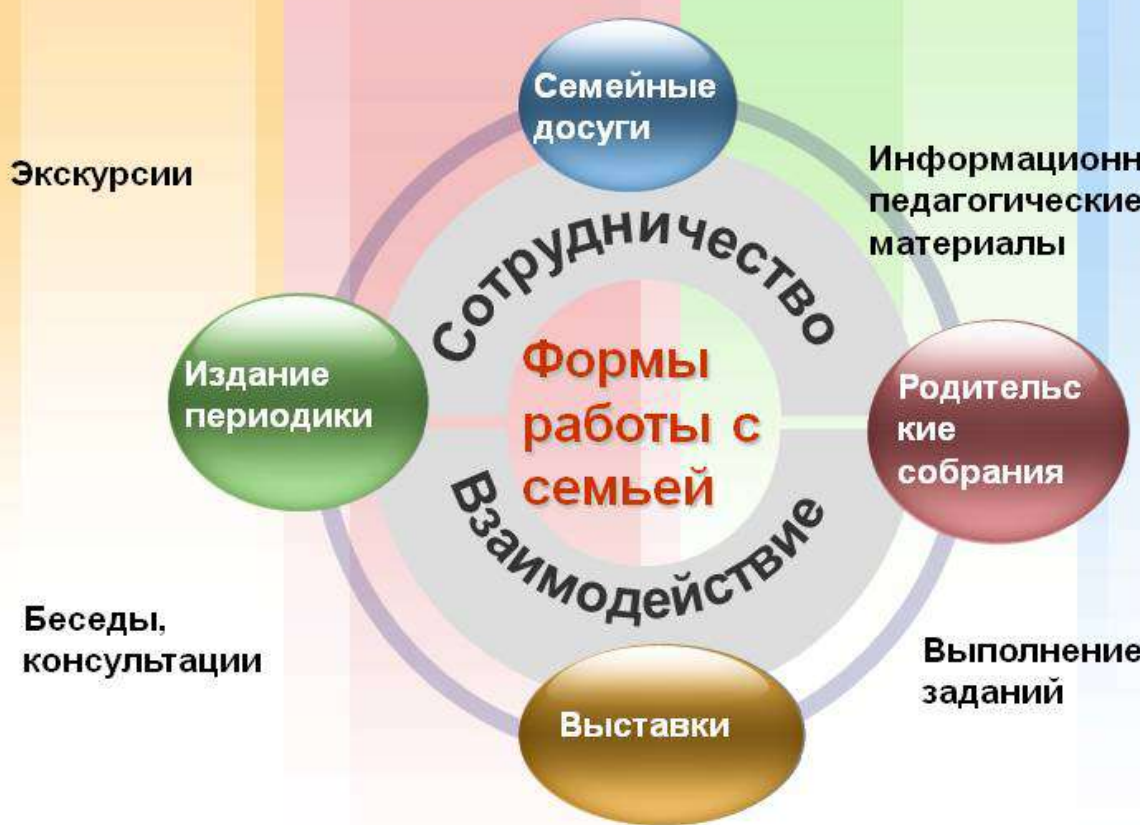 Семейные
досуги
Экскурсии
Информационн
педагогические
материалы
Сотрудничество
Издание
периодики
Формы
работы с
семьей
Родительс
кие
собрания
Взаимодействие
Беседы,
консультации
Выполнение
заданий
Выставки